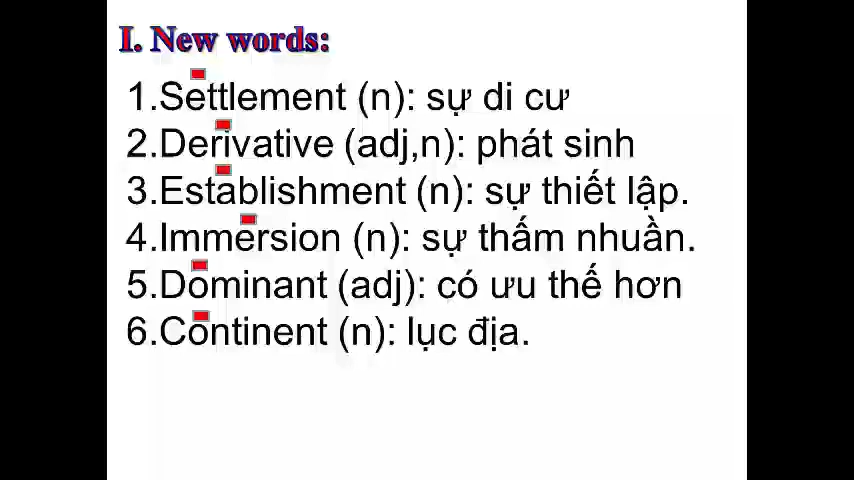 I. New words:
1.Settlement (n): sự di cư
2.Derivative (adj,n): phát sinh
3.Establishment (n): sự thiết lập.
4.Immersion (n): sự thấm nhuần.
5.Dominant (adj): có ưu thế hơn
6.Continent (n): lục địa.